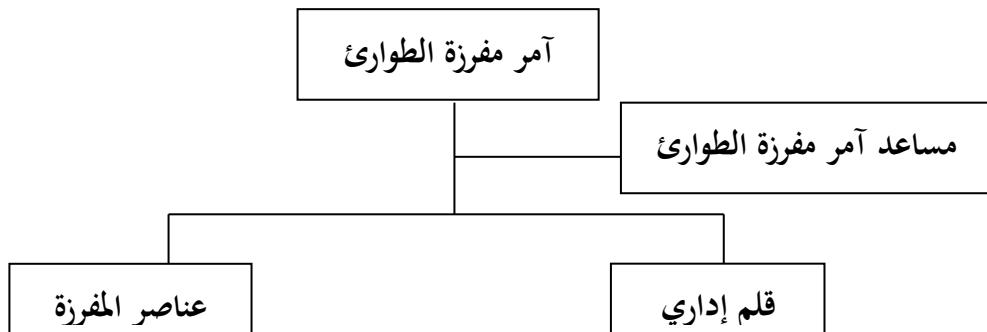 آمر مفرزة الطوارئ
مساعد آمر مفرزة الطوارئ
قلم إداري
عناصر المفرزة